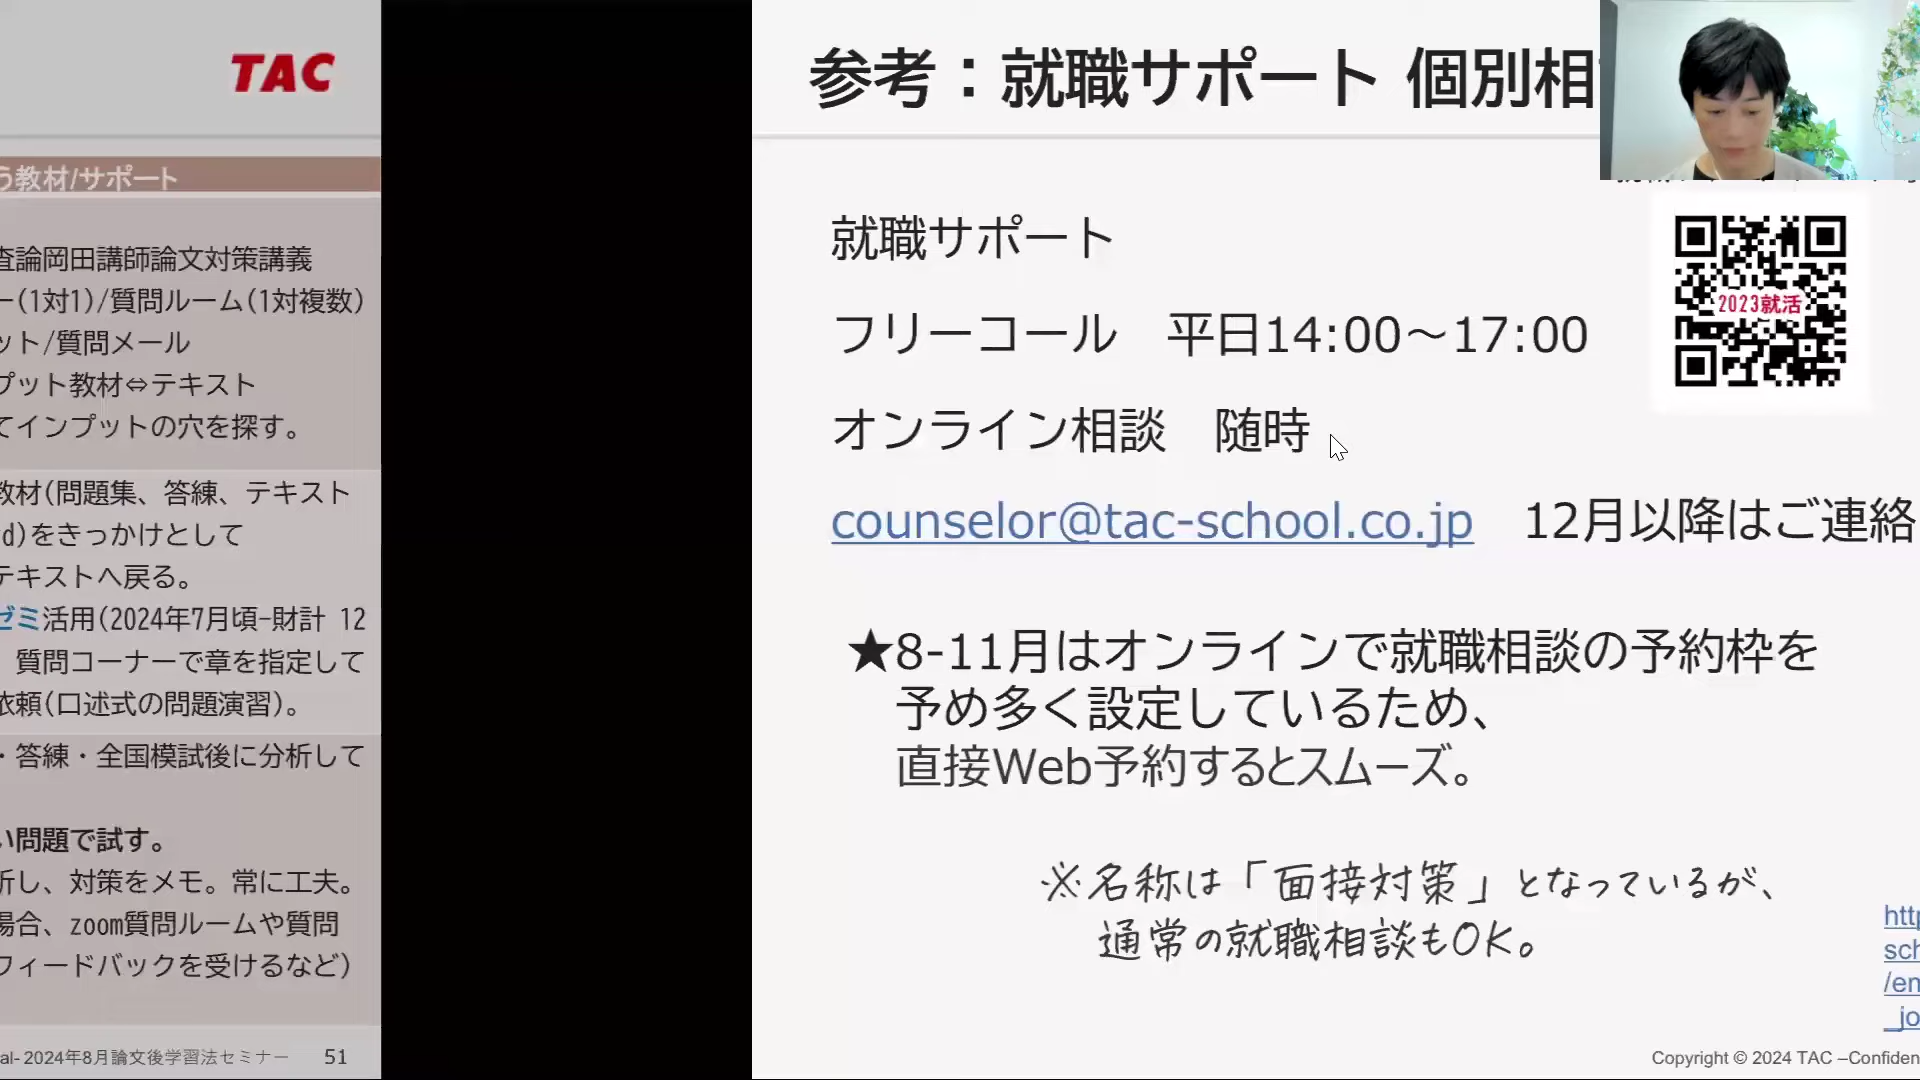 TAC
う教材/サポート
査論岡田講師論文対策講義
ー(1対1)/質問ルーム(1対複数)
ット/質問メール
プット教材⇔テキスト
てインプットの穴を探す。
教材(問題集、答練、テキスト
d)をきっかけとして
テキストへ戻る。
ゼミ活用(2024年7月頃-財計 12
質問コーナーで章を指定して
依頼(口述式の問題演習)。
・答練・全国模試後に分析して
い問題で試す。
析し、対策をメモ。常に工夫。
場合、zoom質問ルームや質問
フィードバックを受けるなど)
al- 2024年8月論文後学習法セミナー 51
参考：就職サポート 個別相
就職サポート
2023就活
フリーコール　平日14:00～17:00
オンライン相談　随時
counselor@tac-school.co.jp　12月以降はご連絡
★8-11月はオンラインで就職相談の予約枠を
予め多く設定しているため、
直接Web予約するとスムーズ。
※名称は「面接対策」となっているが、
通常の就職相談もOK。
http
sch
/en
_jo
Copyright © 2024 TAC –Confiden